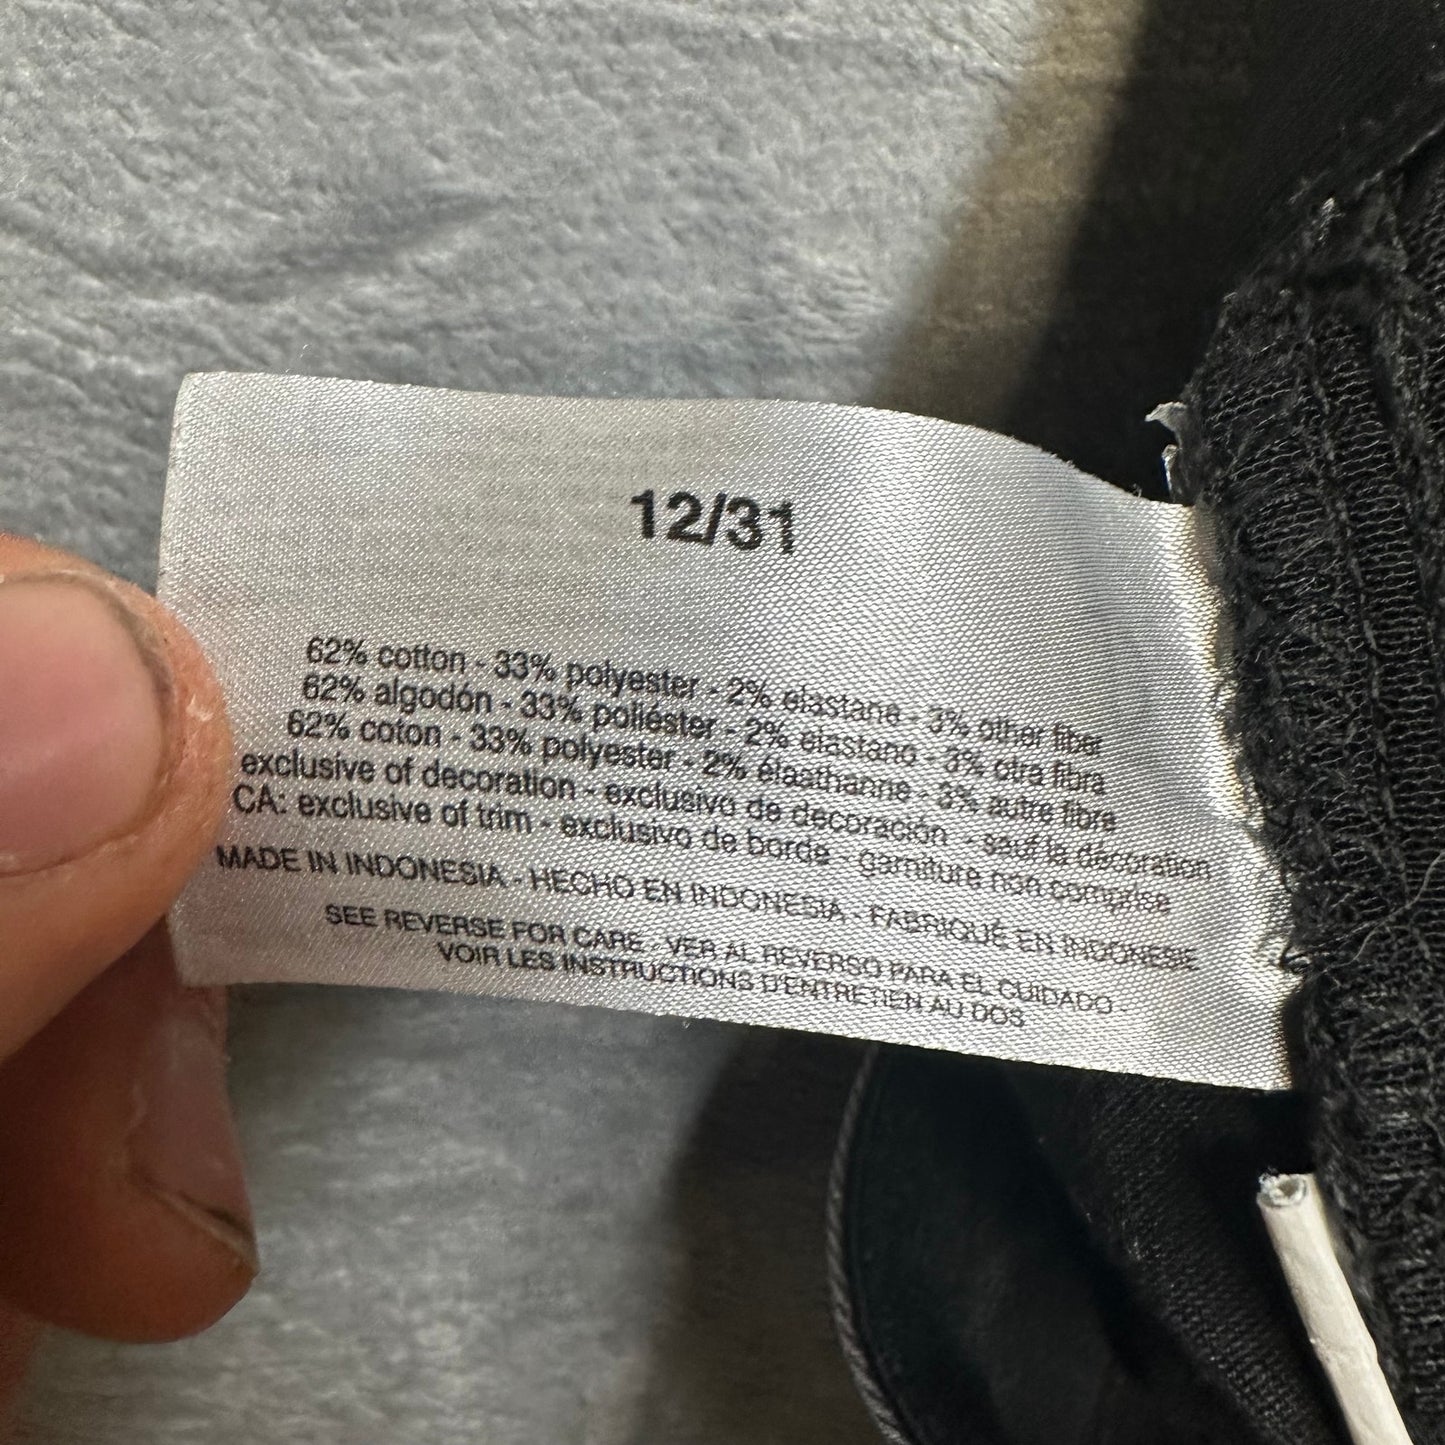 12/31
62% cotton - 33% polyester - 2% elastane - 3% other fiber
62% algodón - 33% poliéster - 2% elastano - 3% otra fibra
62% coton - 33% polyester - 2% élasthanne - 3% autre fibre
exclusive of decoration - exclusivo de decoración - sauf la décoration
CA: exclusive of trim - exclusivo de borde - garniture non comprise
MADE IN INDONESIA - HECHO EN INDONESIA - FABRIQUÉ EN INDONESIE
SEE REVERSE FOR CARE - VER AL REVERSO PARA EL CUIDADO -
VOIR LES INSTRUCTIONS D'ENTRETIEN AU DOS